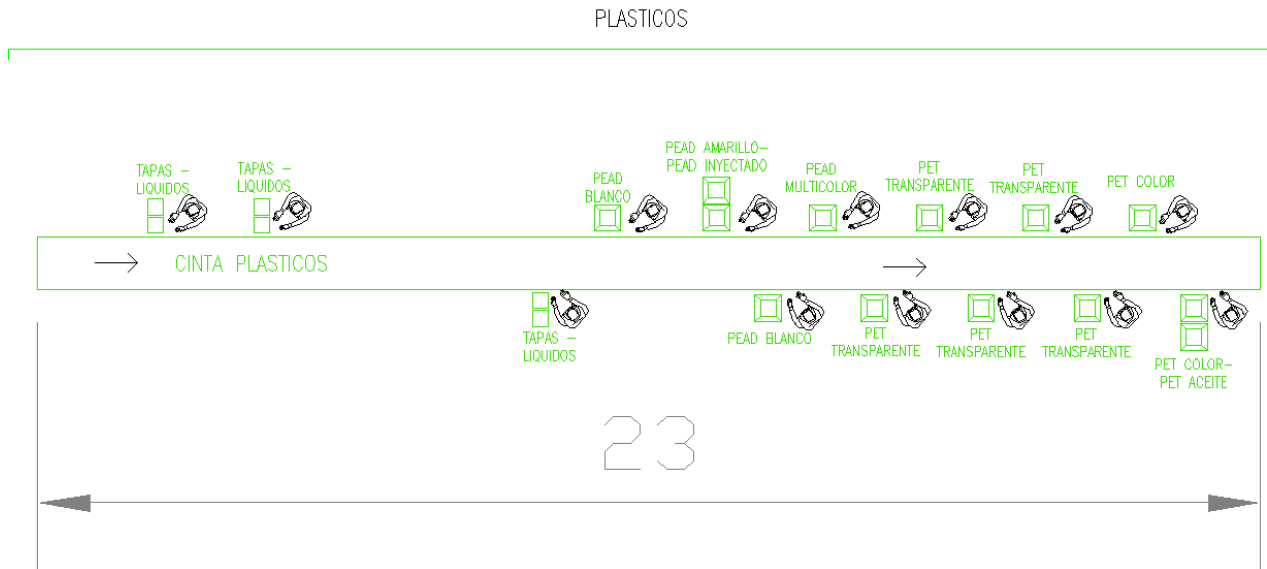 PLASTICOS
TAPAS –
LIQUIDOS
TAPAS –
LIQUIDOS
PEAD
BLANCO
PEAD AMARILLO–
PEAD INYECTADO
PEAD
MULTICOLOR
PET
TRANSPARENTE
PET
TRANSPARENTE
PET COLOR
CINTA PLASTICOS
TAPAS –
LIQUIDOS
PEAD BLANCO
PET
TRANSPARENTE
PET
TRANSPARENTE
PET
TRANSPARENTE
PET COLOR–
PET ACEITE
23